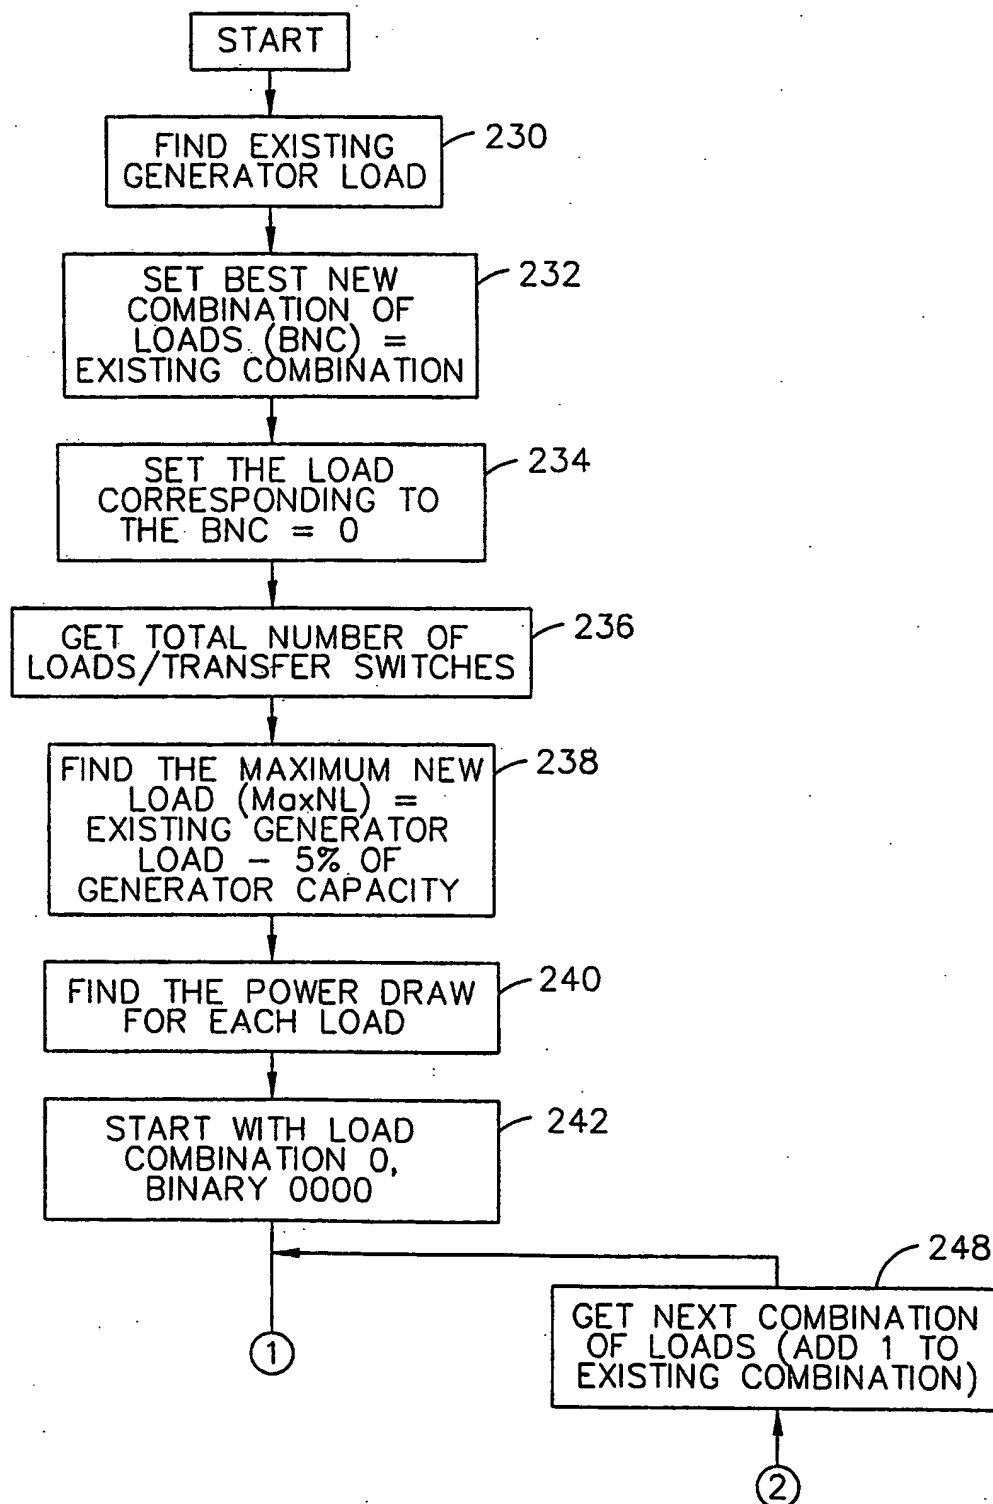 START
FIND EXISTING
GENERATOR LOAD
230
SET BEST NEW
COMBINATION OF
LOADS (BNC) =
EXISTING COMBINATION
232
SET THE LOAD
CORRESPONDING TO
THE BNC = 0
234
GET TOTAL NUMBER OF
LOADS/TRANSFER SWITCHES
236
FIND THE MAXIMUM NEW
LOAD (MaxNL) =
EXISTING GENERATOR
LOAD – 5% OF
GENERATOR CAPACITY
238
FIND THE POWER DRAW
FOR EACH LOAD
240
START WITH LOAD
COMBINATION 0,
BINARY 0000
242
248
GET NEXT COMBINATION
OF LOADS (ADD 1 TO
EXISTING COMBINATION)
1
2